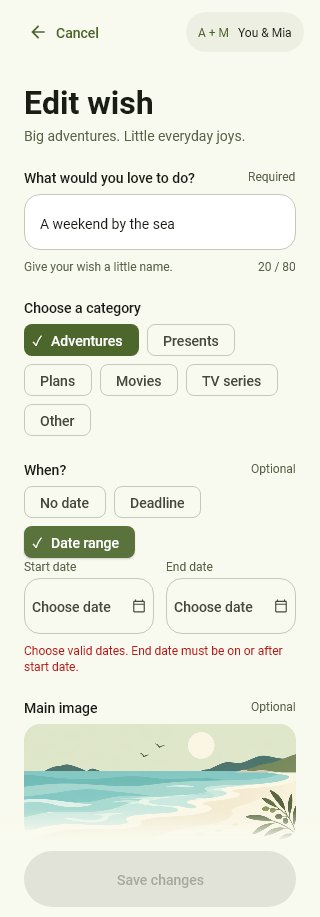 Cancel
A + M You & Mia
Edit wish
Big adventures. Little everyday joys.
What would you love to do? Required
A weekend by the sea
Give your wish a little name. 20 / 80
Choose a category
✓ Adventures Presents
Plans Movies TV series
Other
When? Optional
No date Deadline
✓ Date range
Start date End date
Choose date Choose date
Choose valid dates. End date must be on or after
start date.
Main image Optional
Save changes